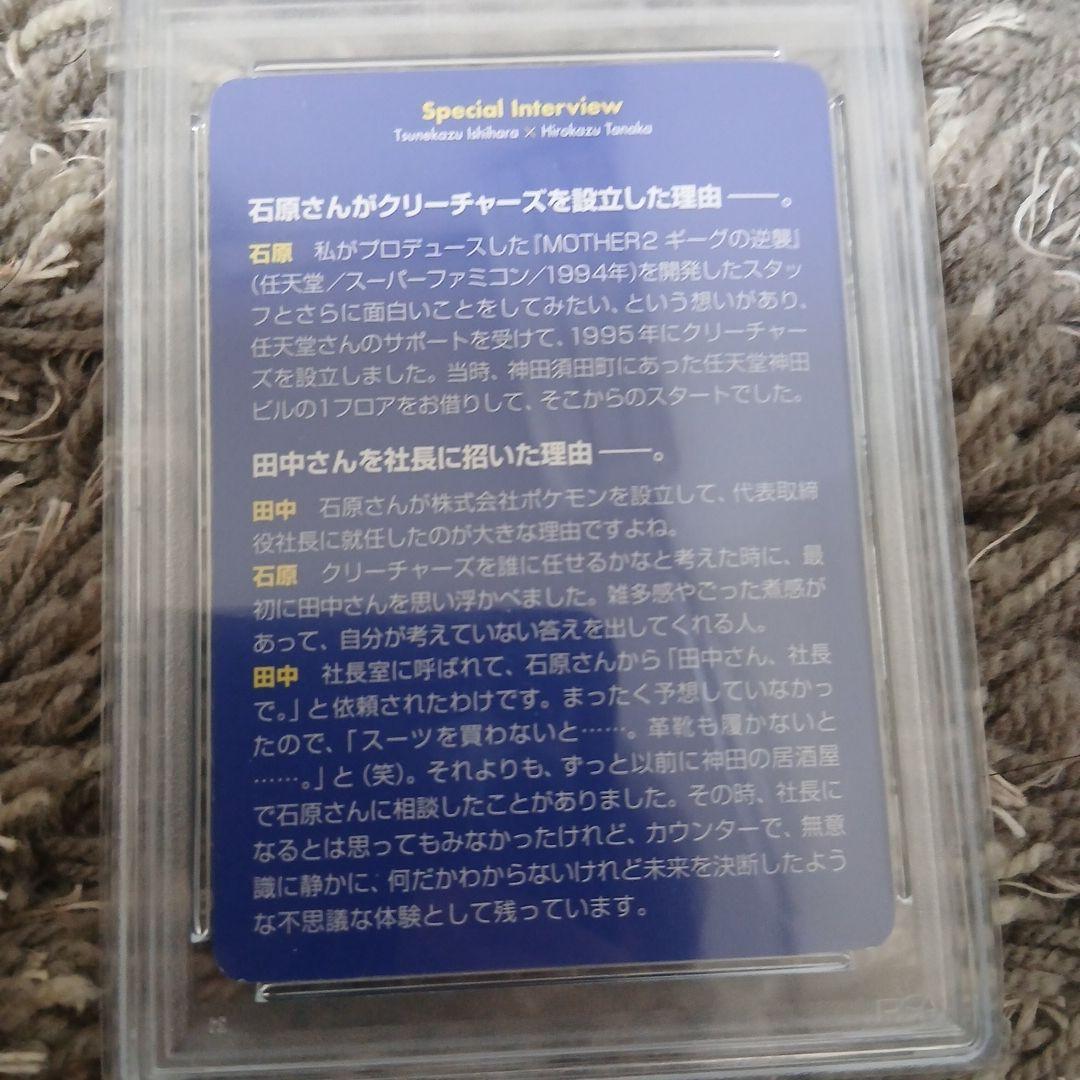 Special Interview
Tsunekazu Ishihara × Hirokazu Tanaka
石原さんがクリーチャーズを設立した理由――。
石原 私がプロデュースした『MOTHER2 ギーグの逆襲』
(任天堂／スーパーファミコン／1994年)を開発したスタッ
フとさらに面白いことをしてみたい、という想いがあり、
任天堂さんのサポートを受けて、1995年にクリーチャー
ズを設立しました。当時、神田須田町にあった任天堂神田
ビルの1フロアをお借りして、そこからのスタートでした。
田中さんを社長に招いた理由――。
田中 石原さんが株式会社ポケモンを設立して、代表取締
役社長に就任したのが大きな理由ですよね。
石原 クリーチャーズを誰に任せるかなと考えた時に、最
初に田中さんを思い浮かべました。雑多感やごった煮感が
あって、自分が考えていない答えを出してくれる人。
田中 社長室に呼ばれて、石原さんから「田中さん、社長
で。」と依頼されたわけです。まったく予想していなかっ
たので、「スーツを買わないと……。革靴も履かないと
……。」と(笑)。それよりも、ずっと以前に神田の居酒屋
で石原さんに相談したことがありました。その時、社長に
なるとは思ってもみなかったけれど、カウンターで、無意
識に静かに、何だかわからないけれど未来を決断したよう
な不思議な体験として残っています。